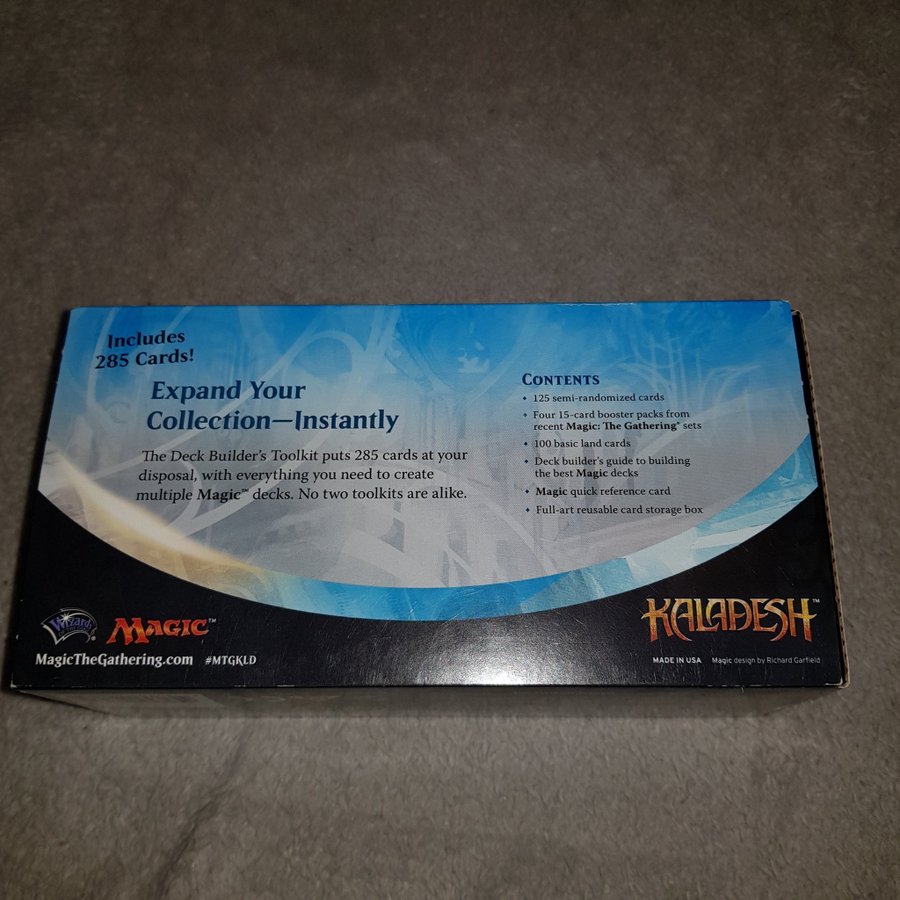 Includes
285 Cards!
Expand Your
Collection—Instantly
The Deck Builder's Toolkit puts 285 cards at your
disposal, with everything you need to create
multiple Magic™ decks. No two toolkits are alike.
CONTENTS
• 125 semi-randomized cards
• Four 15-card booster packs from
recent Magic: The Gathering® sets
• 100 basic land cards
• Deck builder's guide to building
the best Magic decks
• Magic quick reference card
• Full-art reusable card storage box
Wizards
MAGIC™
MagicTheGathering.com #MTGKLD
KALADESH™
MADE IN USA Magic design by Richard Garfield